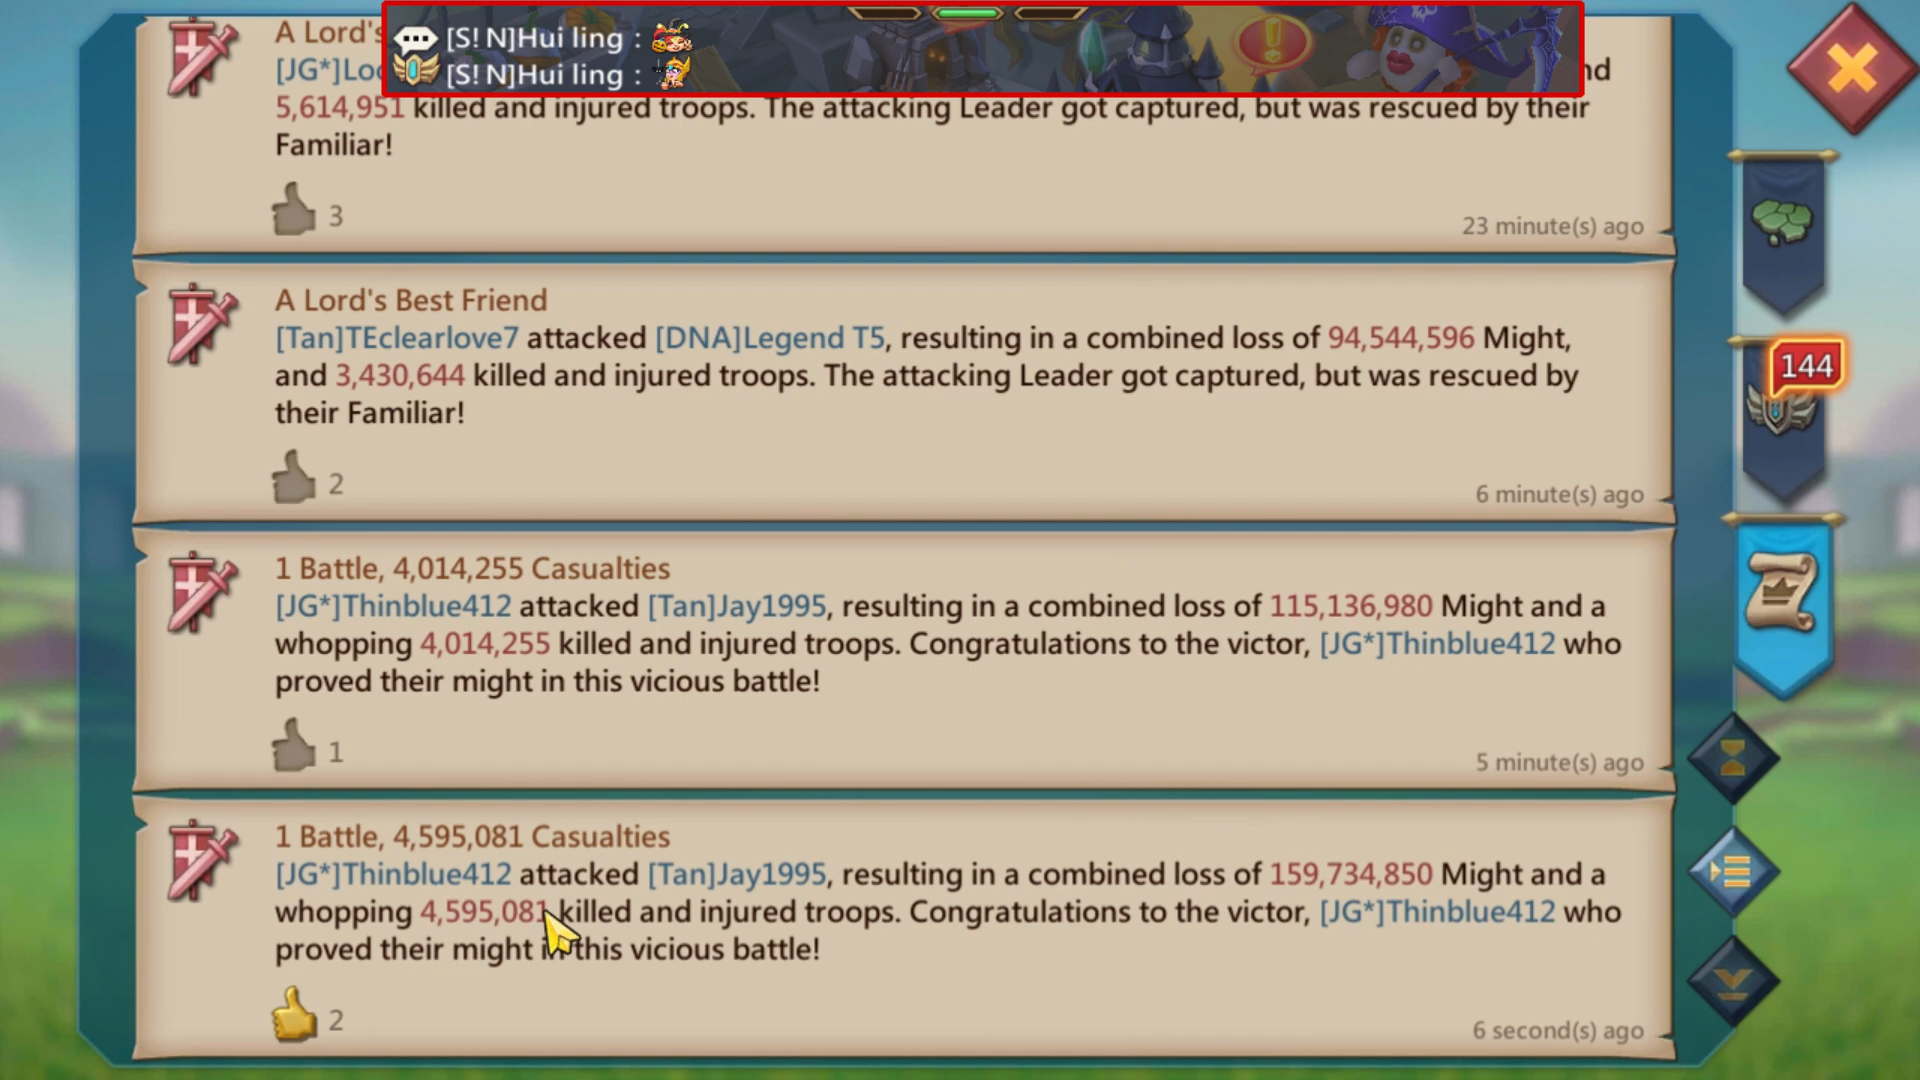 A Lord's
[S! N]Hui ling :
[S! N]Hui ling :
5,614,951 killed and injured troops. The attacking Leader got captured, but was rescued by their
Familiar!
3
23 minute(s) ago
A Lord's Best Friend
[Tan]TEclearlove7 attacked [DNA]Legend T5, resulting in a combined loss of 94,544,596 Might,
and 3,430,644 killed and injured troops. The attacking Leader got captured, but was rescued by
their Familiar!
2
6 minute(s) ago
144
1 Battle, 4,014,255 Casualties
[JG*]Thinblue412 attacked [Tan]Jay1995, resulting in a combined loss of 115,136,980 Might and a
whopping 4,014,255 killed and injured troops. Congratulations to the victor, [JG*]Thinblue412 who
proved their might in this vicious battle!
1
5 minute(s) ago
1 Battle, 4,595,081 Casualties
[JG*]Thinblue412 attacked [Tan]Jay1995, resulting in a combined loss of 159,734,850 Might and a
whopping 4,595,081 killed and injured troops. Congratulations to the victor, [JG*]Thinblue412 who
proved their might in this vicious battle!
2
6 second(s) ago